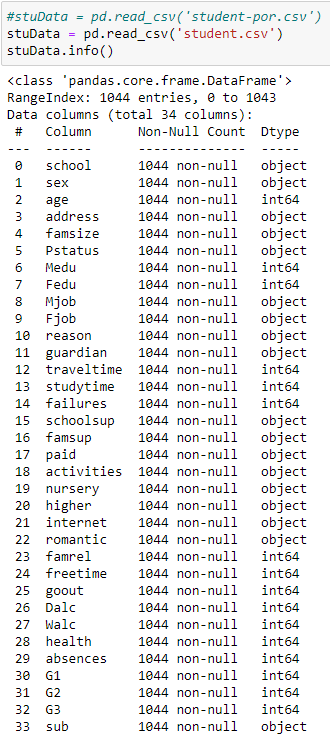 #stuData = pd.read_csv('student-por.csv')
stuData = pd.read_csv('student.csv')
stuData.info()
<class 'pandas.core.frame.DataFrame'>
RangeIndex: 1044 entries, 0 to 1043
Data columns (total 34 columns):
 #   Column      Non-Null Count  Dtype
---  ------      --------------  -----
 0   school      1044 non-null   object
 1   sex         1044 non-null   object
 2   age         1044 non-null   int64
 3   address     1044 non-null   object
 4   famsize     1044 non-null   object
 5   Pstatus     1044 non-null   object
 6   Medu        1044 non-null   int64
 7   Fedu        1044 non-null   int64
 8   Mjob        1044 non-null   object
 9   Fjob        1044 non-null   object
 10  reason      1044 non-null   object
 11  guardian    1044 non-null   object
 12  traveltime  1044 non-null   int64
 13  studytime   1044 non-null   int64
 14  failures    1044 non-null   int64
 15  schoolsup   1044 non-null   object
 16  famsup      1044 non-null   object
 17  paid        1044 non-null   object
 18  activities  1044 non-null   object
 19  nursery     1044 non-null   object
 20  higher      1044 non-null   object
 21  internet    1044 non-null   object
 22  romantic    1044 non-null   object
 23  famrel      1044 non-null   int64
 24  freetime    1044 non-null   int64
 25  goout       1044 non-null   int64
 26  Dalc        1044 non-null   int64
 27  Walc        1044 non-null   int64
 28  health      1044 non-null   int64
 29  absences    1044 non-null   int64
 30  G1          1044 non-null   int64
 31  G2          1044 non-null   int64
 32  G3          1044 non-null   int64
 33  sub         1044 non-null   object